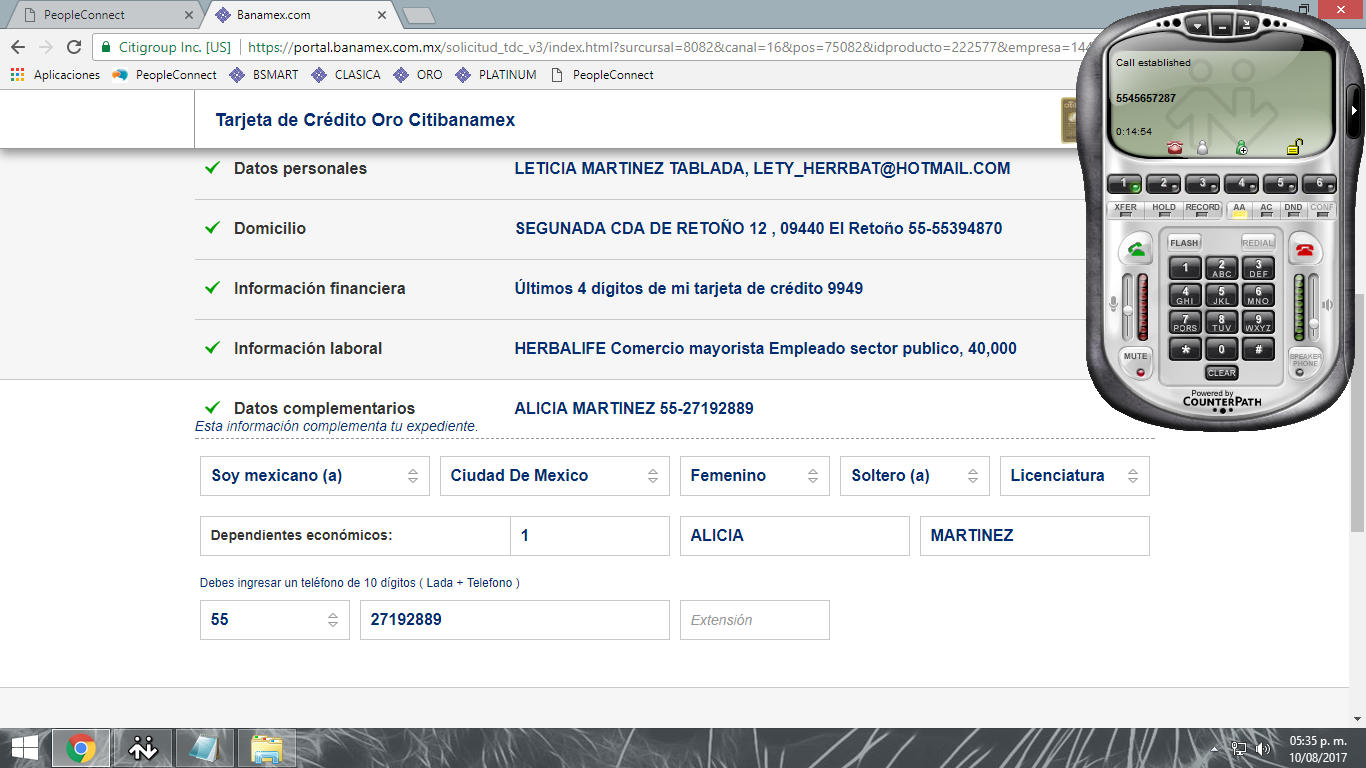 PeopleConnect
Banamex.com
Citigroup Inc. [US]
https://portal.banamex.com.mx/solicitud_tdc_v3/index.html?surcursal=8082&canal=16&pos=75082&idproducto=222577&empresa=144
Aplicaciones PeopleConnect BSMART CLASICA ORO PLATINUM PeopleConnect
Tarjeta de Crédito Oro Citibanamex
Datos personales LETICIA MARTINEZ TABLADA, LETY_HERRBAT@HOTMAIL.COM
Domicilio SEGUNADA CDA DE RETOÑO 12 , 09440 El Retoño 55-55394870
Información financiera Últimos 4 dígitos de mi tarjeta de crédito 9949
Información laboral HERBALIFE Comercio mayorista Empleado sector publico, 40,000
Datos complementarios ALICIA MARTINEZ 55-27192889
Esta información complementa tu expediente.
Soy mexicano (a) Ciudad De Mexico Femenino Soltero (a) Licenciatura
Dependientes económicos: 1 ALICIA MARTINEZ
Debes ingresar un teléfono de 10 dígitos ( Lada + Telefono )
55 27192889 Extensión
Call established
5545657287
0:14:54
1 2 3 4 5 6
XFER HOLD RECORD AA AC DND CONF
FLASH REDIAL
1 2 ABC 3 DEF
4 GHI 5 JKL 6 MNO
7 PQRS 8 TUV 9 WXYZ
* 0 #
MUTE CLEAR SPEAKER PHONE
Powered by
COUNTERPATH
05:35 p. m.
10/08/2017